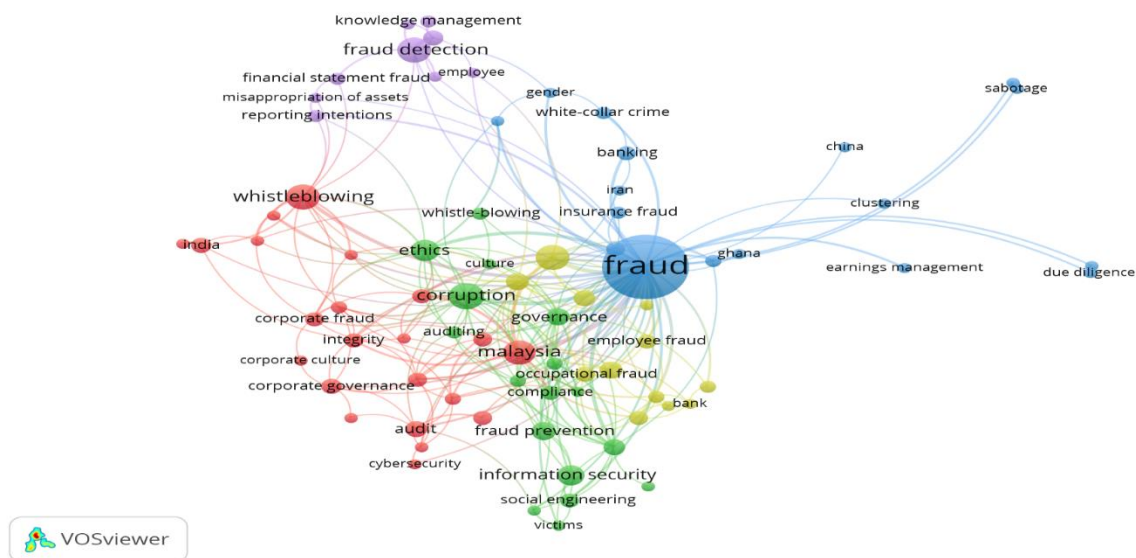 knowledge management
fraud detection
financial statement fraud
employee
misappropriation of assets
reporting intentions
gender
white-collar crime
sabotage
banking
china
iran
whistleblowing
insurance fraud
clustering
whistle-blowing
india
ethics
culture
fraud
ghana
earnings management
due diligence
corruption
governance
corporate fraud
auditing
integrity
employee fraud
malaysia
corporate culture
occupational fraud
corporate governance
compliance
bank
audit
fraud prevention
cybersecurity
information security
social engineering
victims
VOSviewer